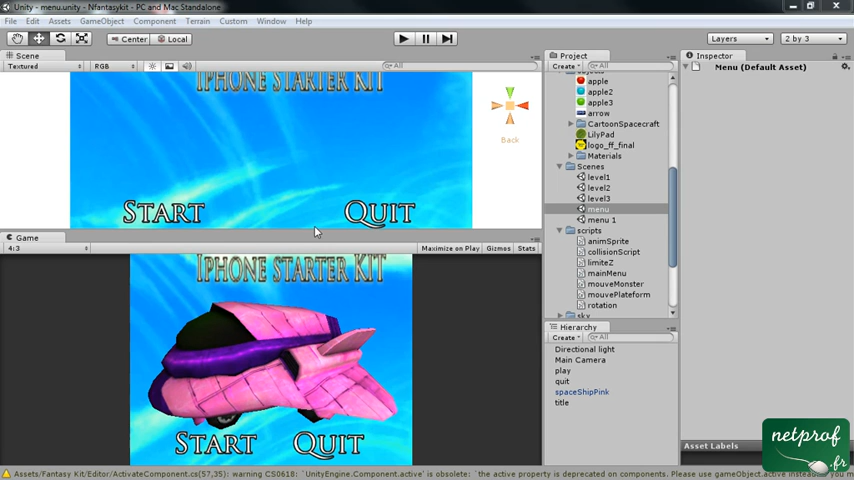 Unity - menu.unity - Nfantasykit - PC and Mac Standalone
File Edit Assets GameObject Component Terrain Custom Window Help
Center Local Layers 2 by 3
Scene
Textured RGB All
IPHONE STARTER KIT
Back
START QUIT
Game
4:3 Maximize on Play Gizmos Stats
IPHONE STARTER KIT
START QUIT
Project
Create All
objects
apple
apple2
apple3
arrow
CartoonSpacecraft
LilyPad
logo_ff_final
Materials
Scenes
level1
level2
level3
menu
menu 1
scripts
animSprite
collisionScript
limiteZ
mainMenu
mouveMonster
mouvePlateform
rotation
sky
Hierarchy
Create All
Directional light
Main Camera
play
quit
spaceShipPink
title
Inspector
Menu (Default Asset)
Asset Labels
netprof
.fr
Assets/Fantasy Kit/Editor/ActivateComponent.cs(57,35): warning CS0618: `UnityEngine.Component.active' is obsolete: `the active property is deprecated on components. Please use gameObject.active instead.